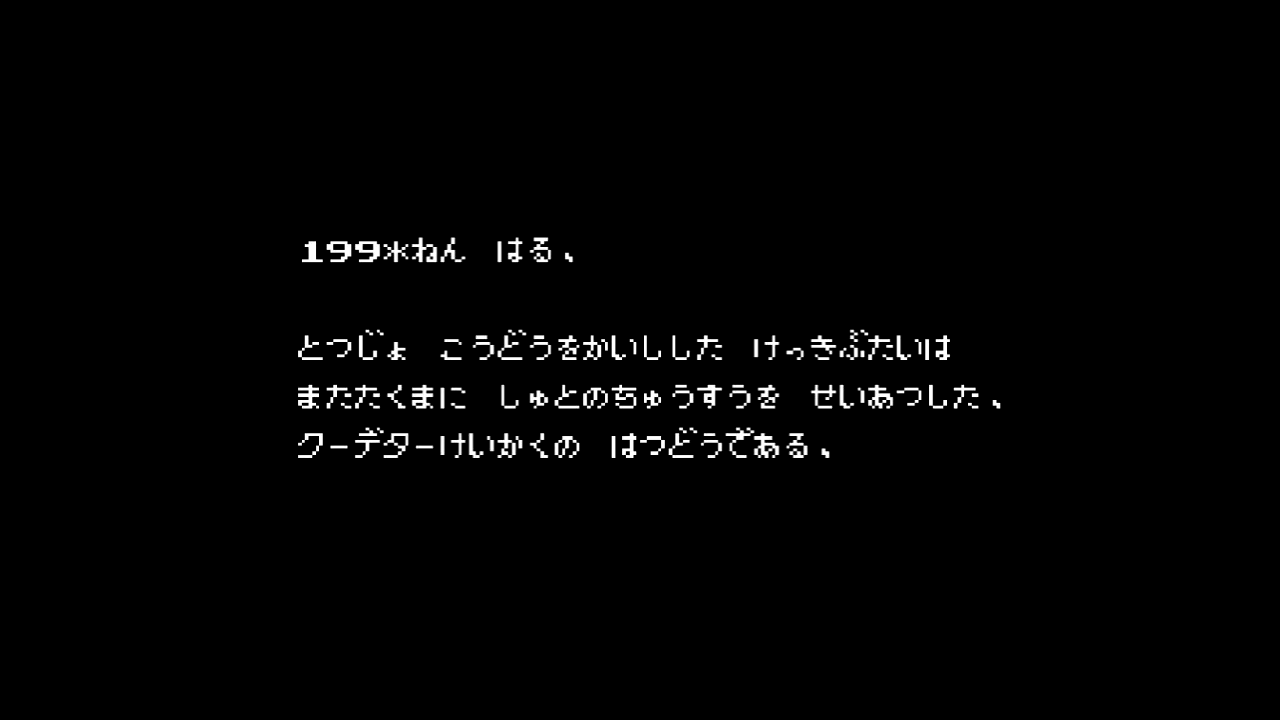 199*ねん はる、
とつじょ こうどうをかいししした けっきぶたいは
またたくまに しゅとのちゅうすうを せいあつした、
クーデターけいかくの はつどうである、